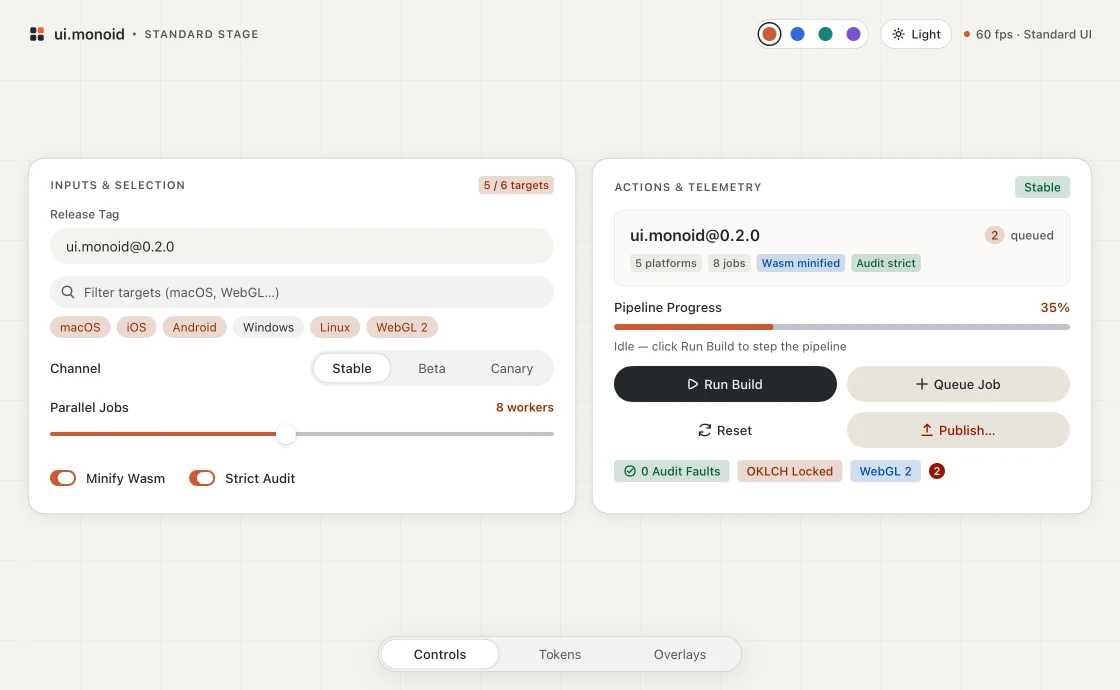 ui.monoid • STANDARD STAGE
Light
60 fps · Standard UI
INPUTS & SELECTION
5 / 6 targets
Release Tag
ui.monoid@0.2.0
Filter targets (macOS, WebGL…)
macOS iOS Android Windows Linux WebGL 2
Channel
Stable Beta Canary
Parallel Jobs
8 workers
Minify Wasm Strict Audit
ACTIONS & TELEMETRY
Stable
ui.monoid@0.2.0
2 queued
5 platforms 8 jobs Wasm minified Audit strict
Pipeline Progress
35%
Idle — click Run Build to step the pipeline
Run Build
Queue Job
Reset
Publish…
0 Audit Faults OKLCH Locked WebGL 2 2
Controls Tokens Overlays